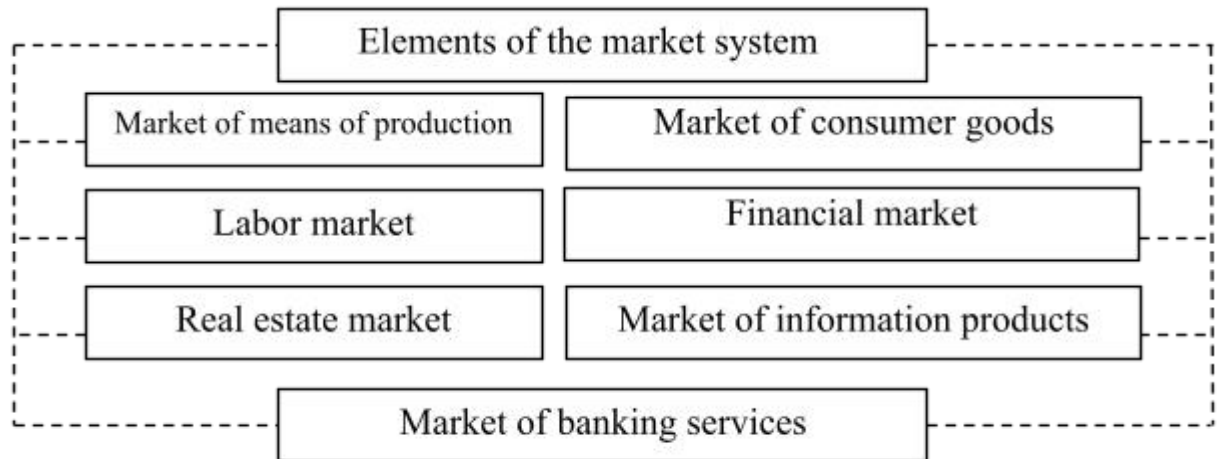 Elements of the market system
Market of means of production
Market of consumer goods
Labor market
Financial market
Real estate market
Market of information products
Market of banking services